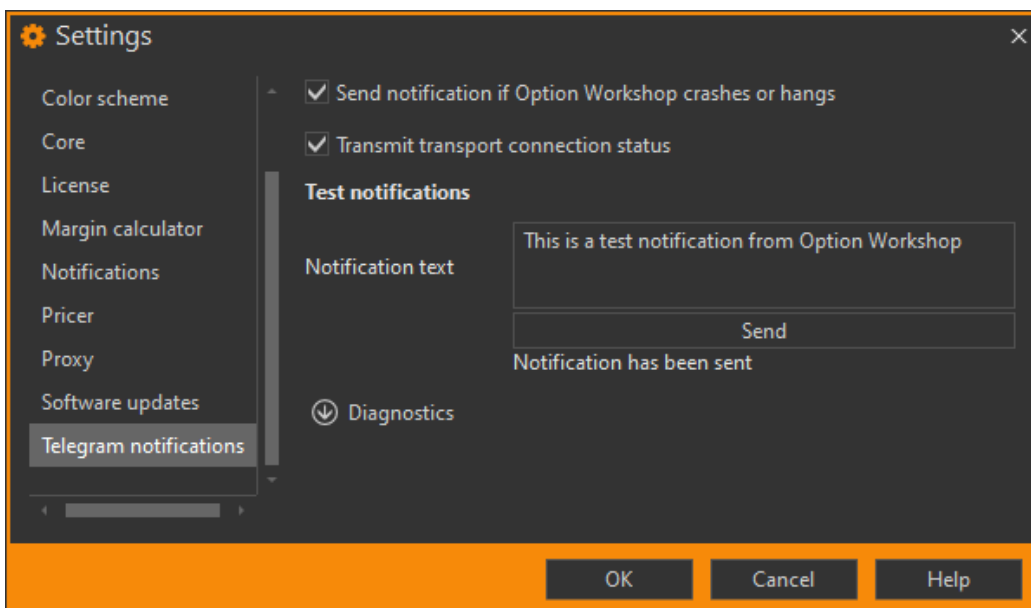 Settings
Color scheme
Core
License
Margin calculator
Notifications
Pricer
Proxy
Software updates
Telegram notifications
Send notification if Option Workshop crashes or hangs
Transmit transport connection status
Test notifications
Notification text
This is a test notification from Option Workshop
Send
Notification has been sent
Diagnostics
OK
Cancel
Help